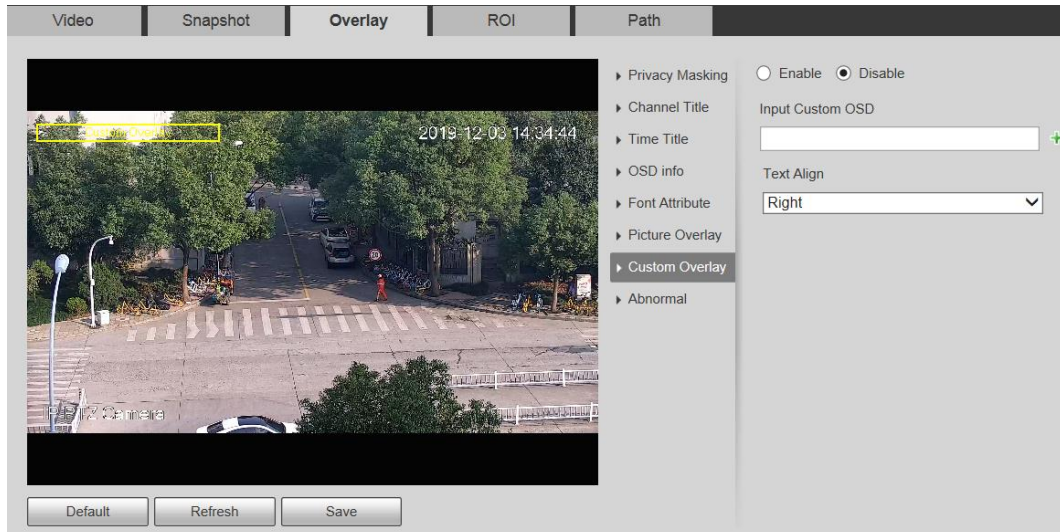 Video Snapshot Overlay ROI Path
2019-12-03 14:34:44
Privacy Masking
Channel Title
Time Title
OSD info
Font Attribute
Picture Overlay
Custom Overlay
Abnormal
Enable Disable
Input Custom OSD
Text Align
Right
Custom Overlay
PTZ Camera
Default Refresh Save